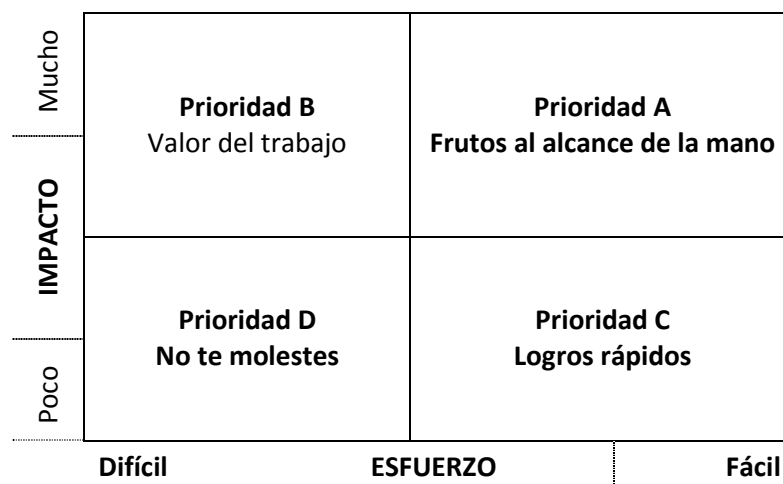 Mucho
Prioridad B
Valor del trabajo
Prioridad A
Frutos al alcance de la mano
IMPACTO
Prioridad D
No te molestes
Prioridad C
Logros rápidos
Poco
Difícil
ESFUERZO
Fácil